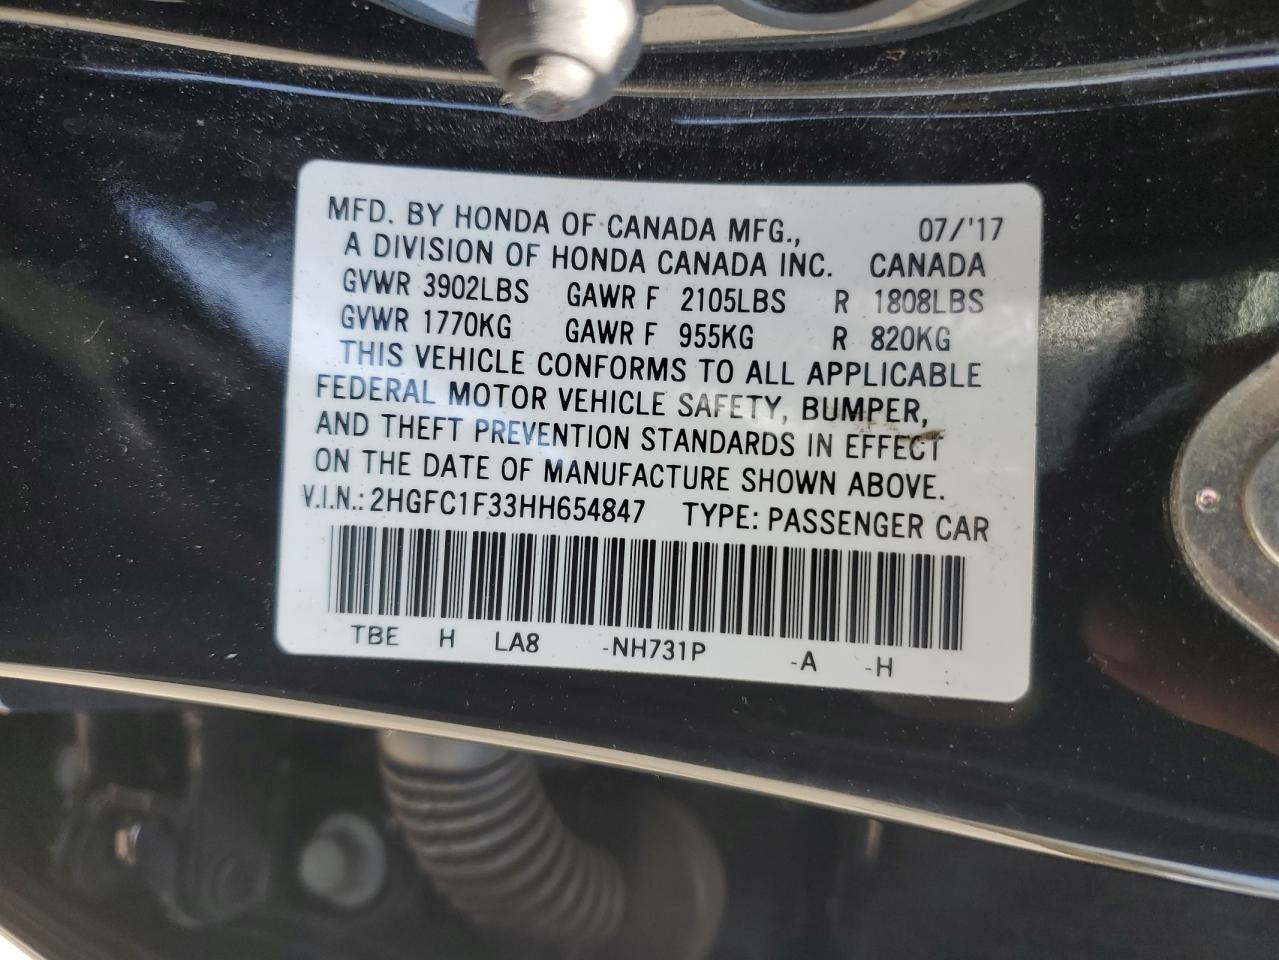 MFD. BY HONDA OF CANADA MFG., 07/'17
A DIVISION OF HONDA CANADA INC. CANADA
GVWR 3902LBS GAWR F 2105LBS R 1808LBS
GVWR 1770KG GAWR F 955KG R 820KG
THIS VEHICLE CONFORMS TO ALL APPLICABLE
FEDERAL MOTOR VEHICLE SAFETY, BUMPER,
AND THEFT PREVENTION STANDARDS IN EFFECT
ON THE DATE OF MANUFACTURE SHOWN ABOVE.
V.I.N.: 2HGFC1F33HH654847 TYPE: PASSENGER CAR
TBE H LA8 -NH731P -A -H